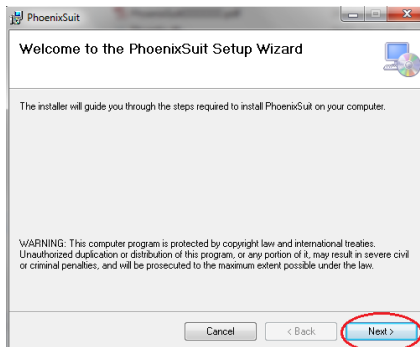 PhoenixSuit
Welcome to the PhoenixSuit Setup Wizard
The installer will guide you through the steps required to install PhoenixSuit on your computer.
WARNING: This computer program is protected by copyright law and international treaties.
Unauthorized duplication or distribution of this program, or any portion of it, may result in severe civil
or criminal penalties, and will be prosecuted to the maximum extent possible under the law.
Cancel < Back Next >